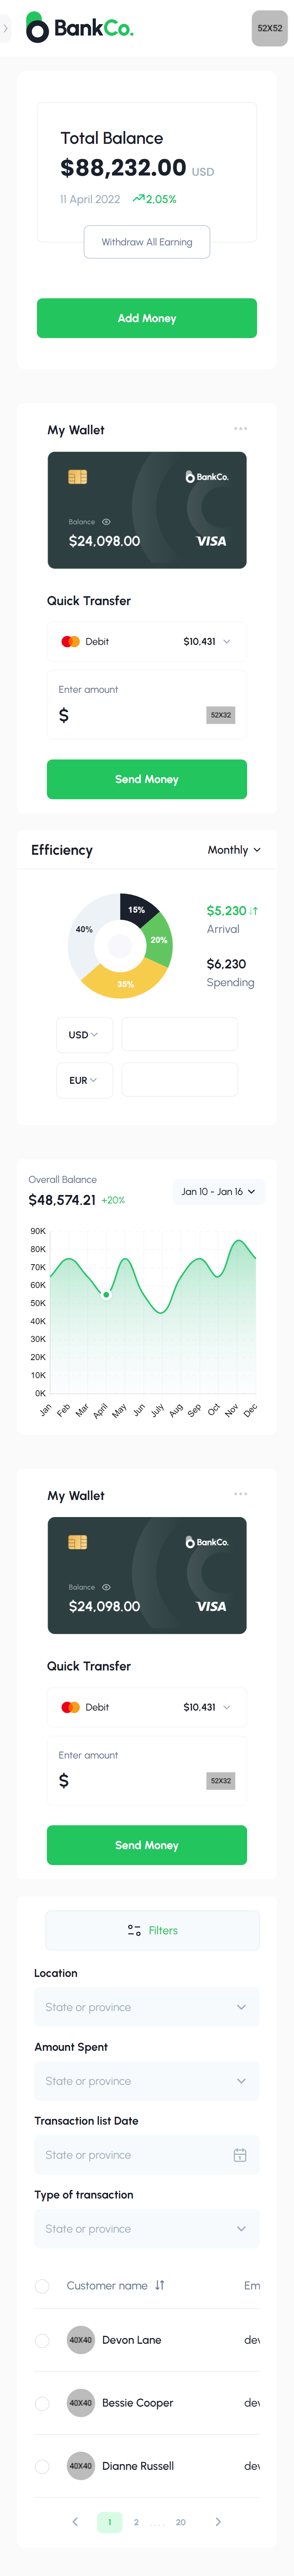 BankCo.
52X52
Total Balance
$88,232.00 USD
11 April 2022 2,05%
Withdraw All Earning
Add Money
My Wallet
BankCo.
Balance
$24,098.00 VISA
Quick Transfer
Debit $10,431
Enter amount
$ 52X32
Send Money
Efficiency Monthly
15%
40%
20%
35%
$5,230
Arrival
$6,230
Spending
USD
EUR
Overall Balance
$48,574.21 +20%
Jan 10 - Jan 16
90K
80K
70K
60K
50K
40K
30K
20K
10K
0K
Jan Feb Mar April May Jun July Aug Sep Oct Nov Dec
My Wallet
BankCo.
Balance
$24,098.00 VISA
Quick Transfer
Debit $10,431
Enter amount
$ 52X32
Send Money
Filters
Location
State or province
Amount Spent
State or province
Transaction list Date
State or province
Type of transaction
State or province
Customer name Em
40X40 Devon Lane dev
40X40 Bessie Cooper dev
40X40 Dianne Russell dev
1 2 .... 20